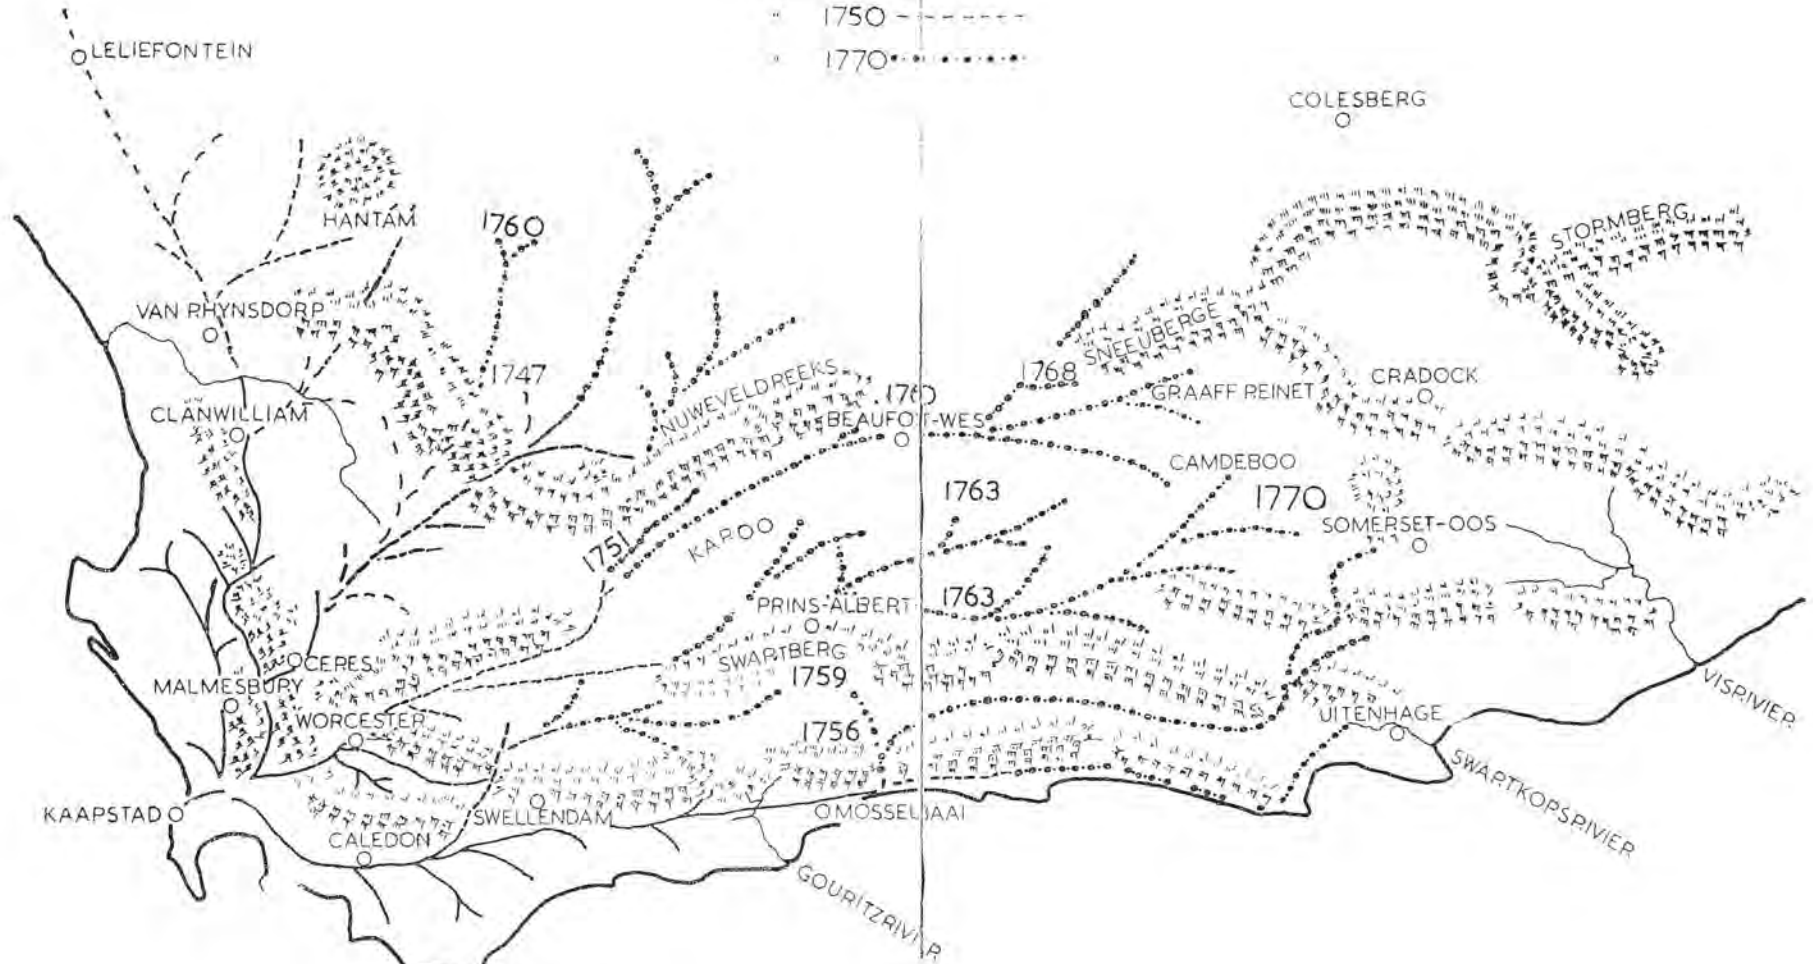 " 1750
" 1770
LELIEFONTEIN
COLESBERG
HANTAM
1760
STORMBERG
VAN RHYNSDORP
SNEEUBERGE
1747
1768
NUWEVELDREEKS
1760
CRADOCK
GRAAFF REINET
CLANWILLIAM
BEAUFORT-WES
CAMDEBOO
1763
1770
SOMERSET-OOS
KAROO
1751
PRINS-ALBERT
1763
CERES
SWARTBERG
MALMESBURY
1759
VISRIVIER
WORCESTER
UITENHAGE
1756
SWARTKOPSRIVIER
KAAPSTAD
SWELLENDAM
MOSSELBAAI
CALEDON
GOURITZRIVIER